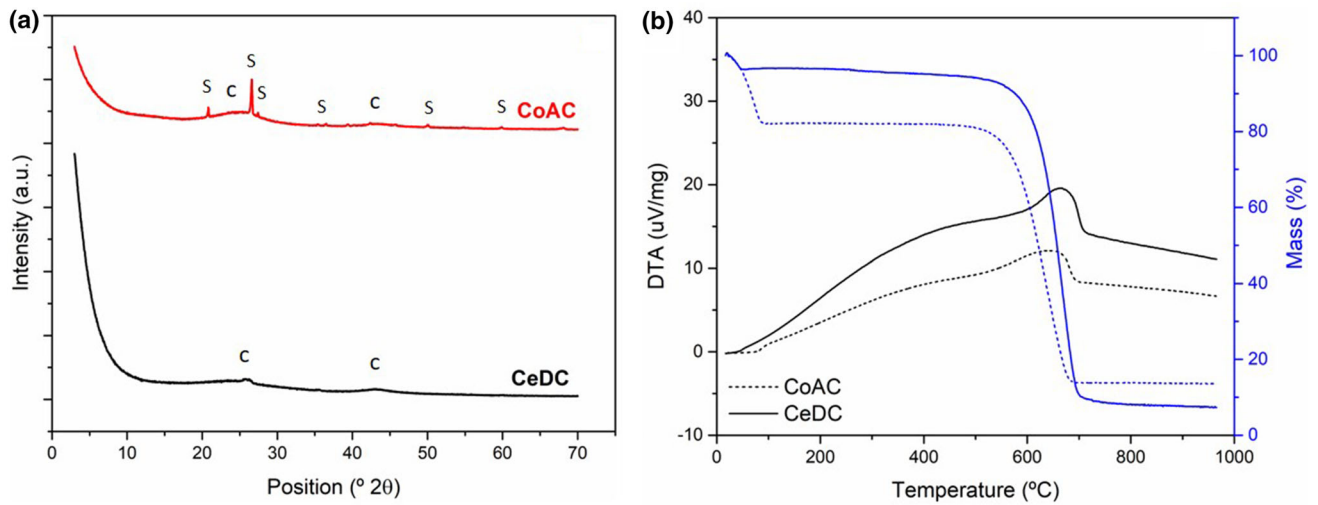 (a)
S
S
C
S
S
C
S
S
CoAC
C
C
CeDC
Intensity (a.u.)
0 10 20 30 40 50 60 70
Position (º 2θ)
(b)
40
30
20
10
0
-10
DTA (uV/mg)
100
80
60
40
20
0
Mass (%)
CoAC
CeDC
0 200 400 600 800 1000
Temperature (ºC)